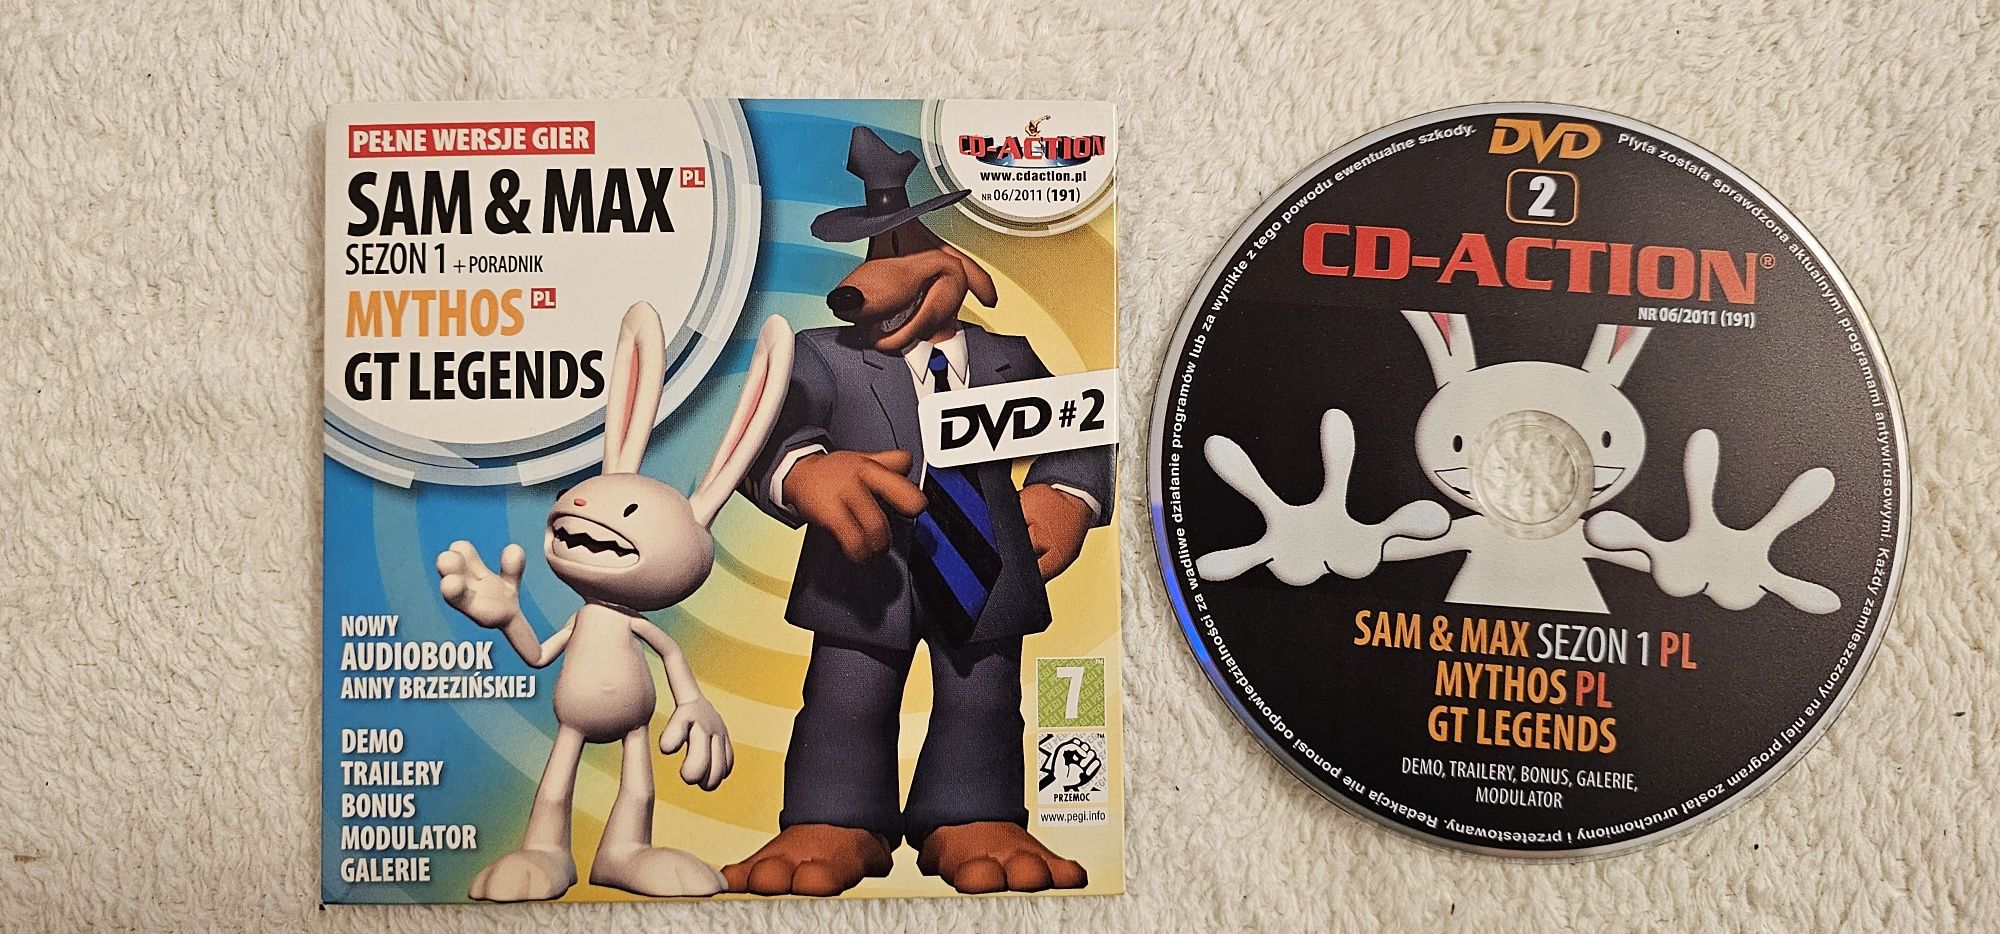 PEŁNE WERSJE GIER
SAM & MAX PL
SEZON 1 + PORADNIK
MYTHOS PL
GT LEGENDS
CD-ACTION
www.cdaction.pl
NR 06/2011 (191)
DVD #2
NOWY
AUDIOBOOK
ANNY BRZEZIŃSKIEJ
DEMO
TRAILERY
BONUS
MODULATOR
GALERIE
7
PRZEMOC
www.pegi.info
DVD
2
CD-ACTION®
NR 06/2011 (191)
SAM & MAX SEZON 1 PL
MYTHOS PL
GT LEGENDS
DEMO, TRAILERY, BONUS, GALERIE,
MODULATOR
Płyta została sprawdzona aktualnymi programami antywirusowymi. Każdy zamieszczony na niej program został uruchomiony i przetestowany. Redakcja nie ponosi odpowiedzialności za wadliwe działanie programów lub za wynikłe z tego powodu ewentualne szkody.